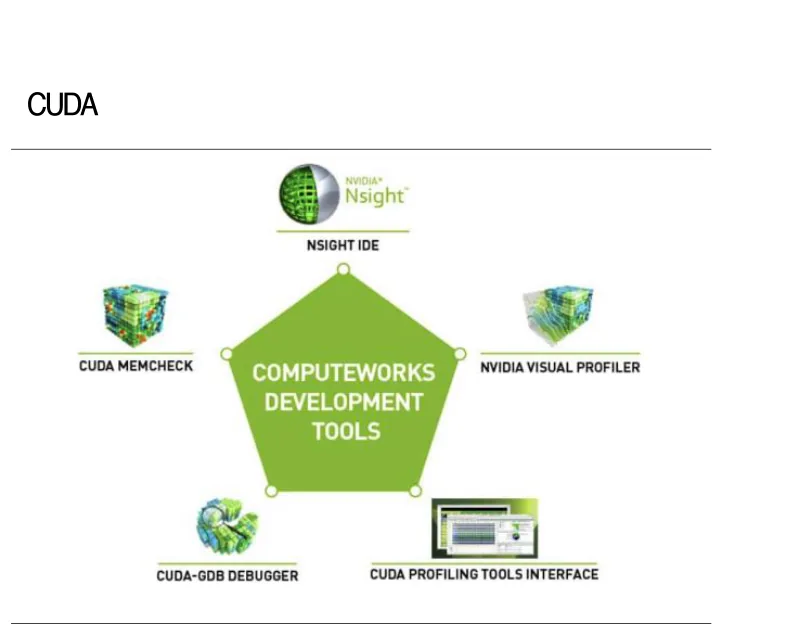 CUDA
NVIDIA®
Nsight™
NSIGHT IDE
CUDA MEMCHECK
NVIDIA VISUAL PROFILER
COMPUTEWORKS
DEVELOPMENT
TOOLS
CUDA-GDB DEBUGGER
CUDA PROFILING TOOLS INTERFACE